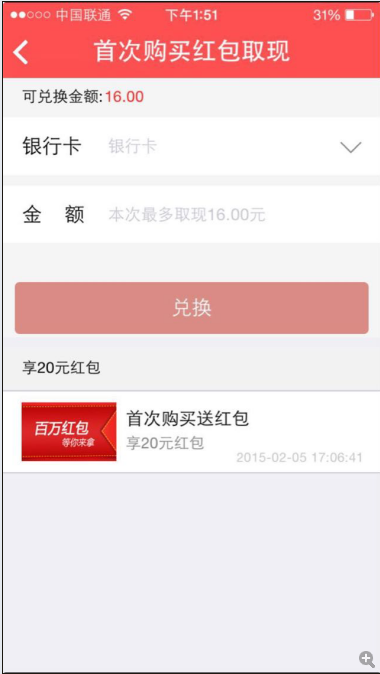 中国联通 下午1:51 31%
首次购买红包取现
可兑换金额:16.00
银行卡 银行卡
金 额 本次最多取现16.00元
兑换
享20元红包
百万红包
等你来拿
首次购买送红包
享20元红包
2015-02-05 17:06:41